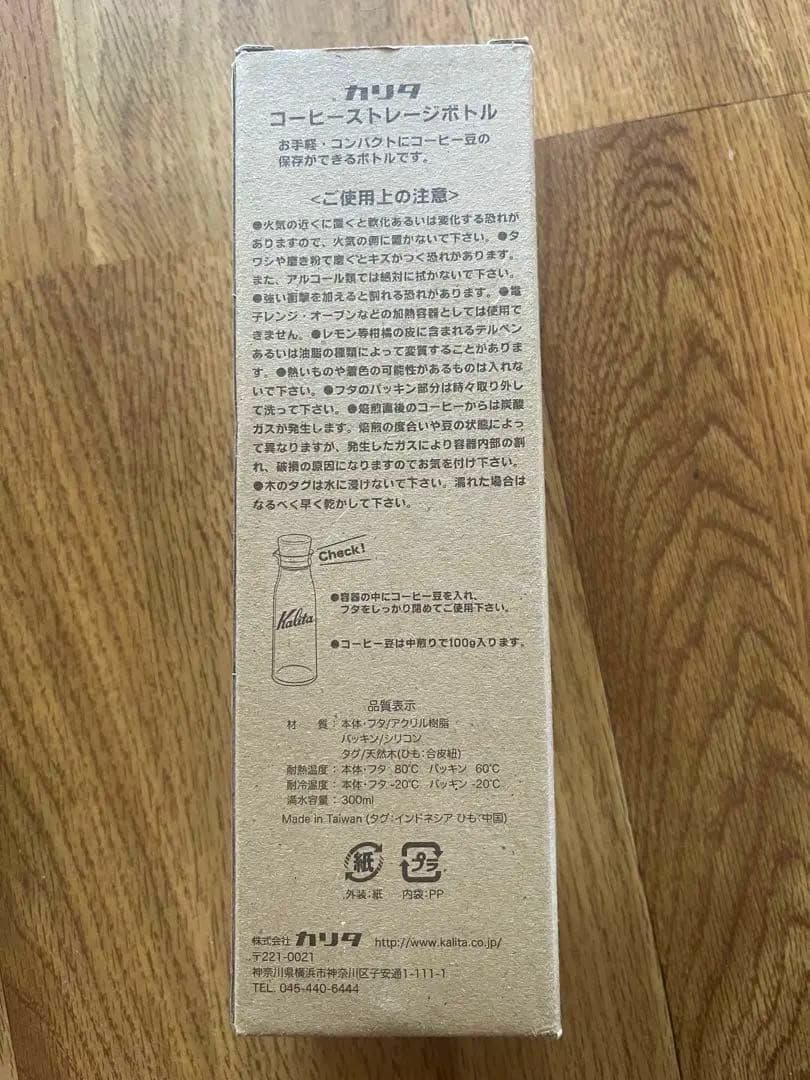 カリタ
コーヒーストレージボトル
お手軽・コンパクトにコーヒー豆の
保存ができるボトルです。
<ご使用上の注意>
●火気の近くに置くと軟化あるいは変化する恐れが
ありますので、火気の側に置かないで下さい。●タ
ワシや磨き粉で磨ぐとキズがつく恐れがあります。
また、アルコール類では絶対に拭かないで下さい。
●強い衝撃を加えると割れる恐れがあります。●電
子レンジ・オーブンなどの加熱容器としては使用で
きません。●レモン等柑橘の皮に含まれるテルペン
あるいは油脂の種類によって変質することがありま
す。●熱いものや着色の可能性があるものは入れな
いで下さい。●フタのパッキン部分は時々取り外し
て洗って下さい。●焙煎直後のコーヒーからは炭酸
ガスが発生します。焙煎の度合いや豆の状態によっ
て異なりますが、発生したガスにより容器内部の割
れ、破損の原因になりますのでお気を付け下さい。
●木のタグは水に浸けないで下さい。濡れた場合は
なるべく早く乾かして下さい。
Check!
Kalita
●容器の中にコーヒー豆を入れ、
フタをしっかり閉めてご使用下さい。
●コーヒー豆は中煎りで100g入ります。
品質表示
材 質：本体・フタ/アクリル樹脂
パッキン/シリコン
タグ/天然木(ひも：合皮紐)
耐熱温度：本体・フタ 80℃ パッキン 60℃
耐冷温度：本体・フタ -20℃ パッキン -20℃
満水容量：300ml
Made in Taiwan (タグ：インドネシア ひも：中国)
紙 プラ
外装：紙 内袋：PP
株式会社 カリタ http://www.kalita.co.jp/
〒221-0021
神奈川県横浜市神奈川区子安通1-111-1
TEL. 045-440-6444